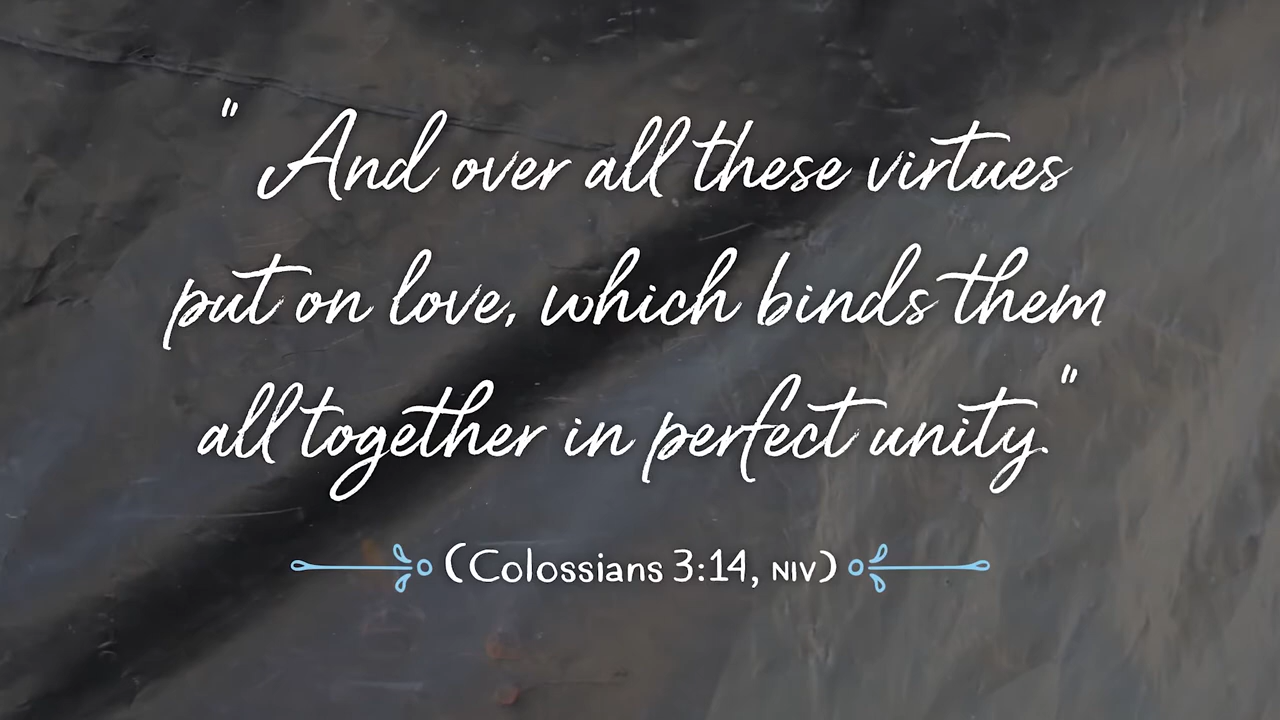 " And over all these virtues
put on love, which binds them
all together in perfect unity."
(Colossians 3:14, NIV)